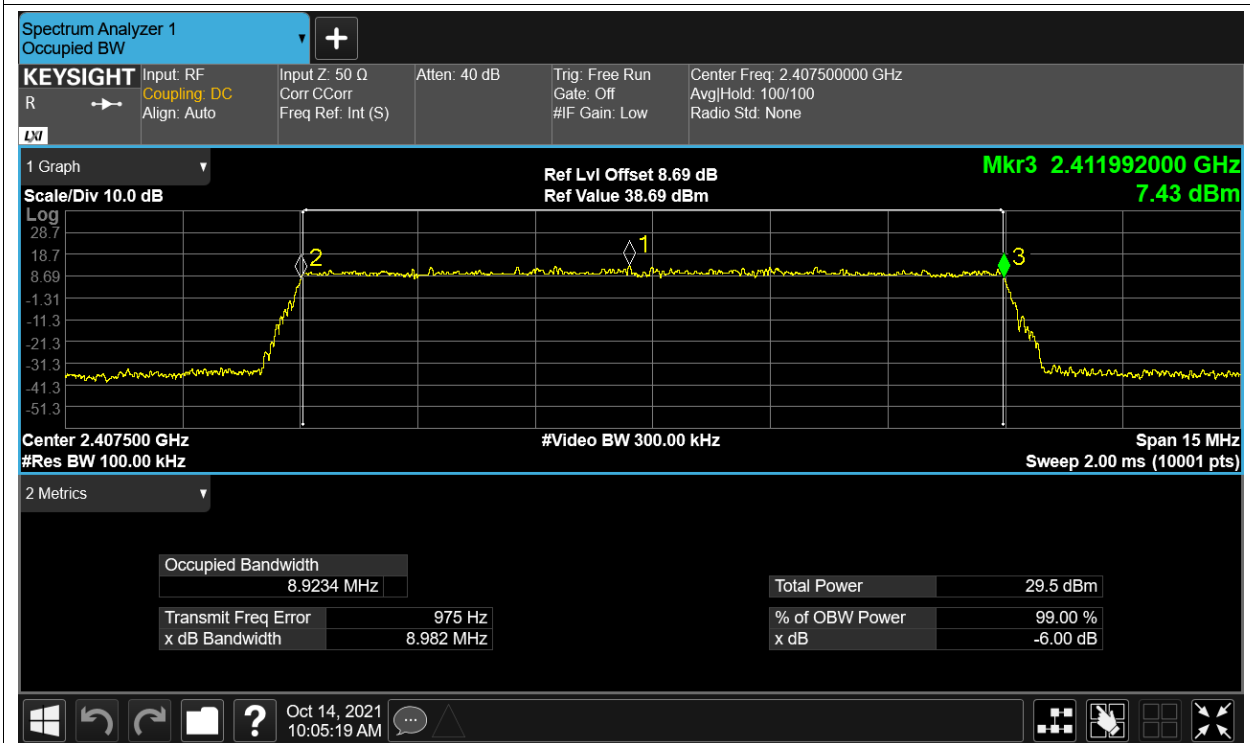 Spectrum Analyzer 1
Occupied BW
KEYSIGHT
R
LXI
Input: RF
Coupling: DC
Align: Auto
Input Z: 50 Ω
Corr CCorr
Freq Ref: Int (S)
Atten: 40 dB
Trig: Free Run
Gate: Off
#IF Gain: Low
Center Freq: 2.407500000 GHz
Avg|Hold: 100/100
Radio Std: None
1 Graph
Scale/Div 10.0 dB
Ref Lvl Offset 8.69 dB
Ref Value 38.69 dBm
Mkr3 2.411992000 GHz
7.43 dBm
Log
28.7
18.7
8.69
-1.31
-11.3
-21.3
-31.3
-41.3
-51.3
2
1
3
Center 2.407500 GHz
#Res BW 100.00 kHz
#Video BW 300.00 kHz
Span 15 MHz
Sweep 2.00 ms (10001 pts)
2 Metrics
Occupied Bandwidth
8.9234 MHz
Transmit Freq Error 975 Hz
x dB Bandwidth 8.982 MHz
Total Power 29.5 dBm
% of OBW Power 99.00 %
x dB -6.00 dB
?
Oct 14, 2021
10:05:19 AM